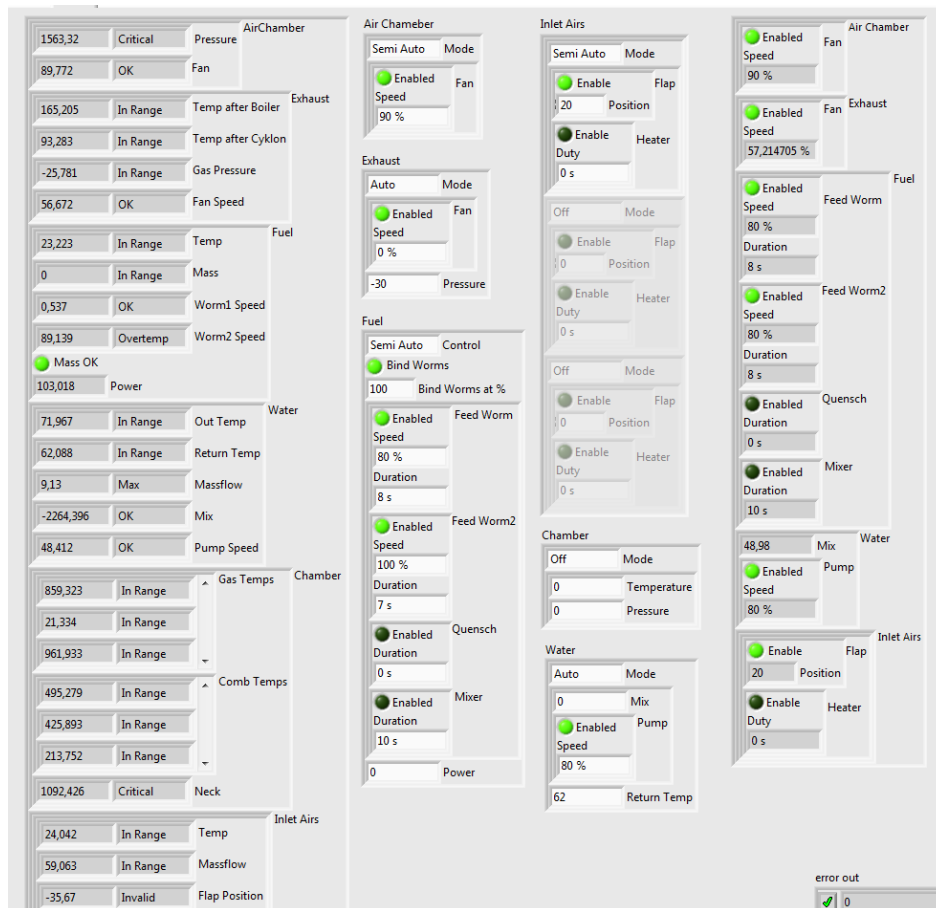 AirChamber
1563,32 Critical Pressure
89,772 OK Fan
Exhaust
165,205 In Range Temp after Boiler
93,283 In Range Temp after Cyklon
-25,781 In Range Gas Pressure
56,672 OK Fan Speed
Fuel
23,223 In Range Temp
0 In Range Mass
0,537 OK Worm1 Speed
89,139 Overtemp Worm2 Speed
Mass OK
103,018 Power
Water
71,967 In Range Out Temp
62,088 In Range Return Temp
9,13 Max Massflow
-2264,396 OK Mix
48,412 OK Pump Speed
Chamber
Gas Temps
859,323 In Range
21,334 In Range
961,933 In Range
Comb Temps
495,279 In Range
425,893 In Range
213,752 In Range
1092,426 Critical Neck
Inlet Airs
24,042 In Range Temp
59,063 In Range Massflow
-35,67 Invalid Flap Position
Air Chameber
Semi Auto Mode
Enabled Fan
Speed
90 %
Exhaust
Auto Mode
Enabled Fan
Speed
0 %
-30 Pressure
Fuel
Semi Auto Control
Bind Worms
100 Bind Worms at %
Enabled Feed Worm
Speed
80 %
Duration
8 s
Enabled Feed Worm2
Speed
100 %
Duration
7 s
Enabled Quensch
Duration
0 s
Enabled Mixer
Duration
10 s
0 Power
Inlet Airs
Semi Auto Mode
Enable Flap
20 Position
Enable Heater
Duty
0 s
Off Mode
Enable Flap
0 Position
Enable Heater
Duty
0 s
Off Mode
Enable Flap
0 Position
Enable Heater
Duty
0 s
Chamber
Off Mode
0 Temperature
0 Pressure
Water
Auto Mode
0 Mix
Enabled Pump
Speed
80 %
62 Return Temp
Air Chamber
Enabled Fan
Speed
90 %
Exhaust
Enabled Fan
Speed
57,214705 %
Fuel
Enabled Feed Worm
Speed
80 %
Duration
8 s
Enabled Feed Worm2
Speed
80 %
Duration
8 s
Enabled Quensch
Duration
0 s
Enabled Mixer
Duration
10 s
Water
48,98 Mix
Enabled Pump
Speed
80 %
Inlet Airs
Enable Flap
20 Position
Enable Heater
Duty
0 s
error out
0